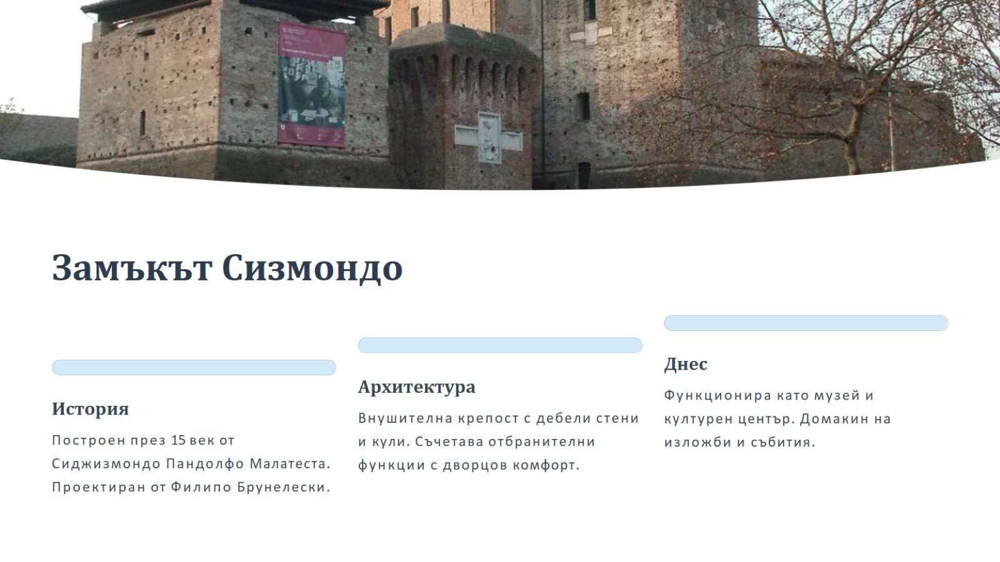 Замъкът Сизмондо
История
Построен през 15 век от
Сиджизмондо Пандолфо Малатеста.
Проектиран от Филипо Брунелески.
Архитектура
Внушителна крепост с дебели стени
и кули. Съчетава отбранителни
функции с дворцов комфорт.
Днес
Функционира като музей и
културен център. Домакин на
изложби и събития.